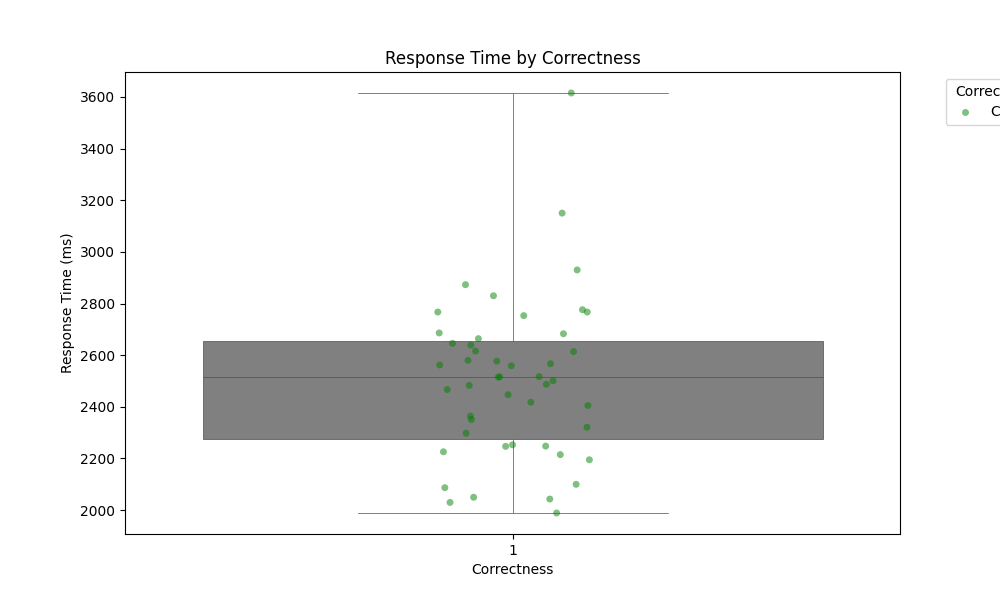 Response Time by Correctness
Correc
C
3600
3400
3200
3000
2800
2600
2400
2200
2000
Response Time (ms)
1
Correctness